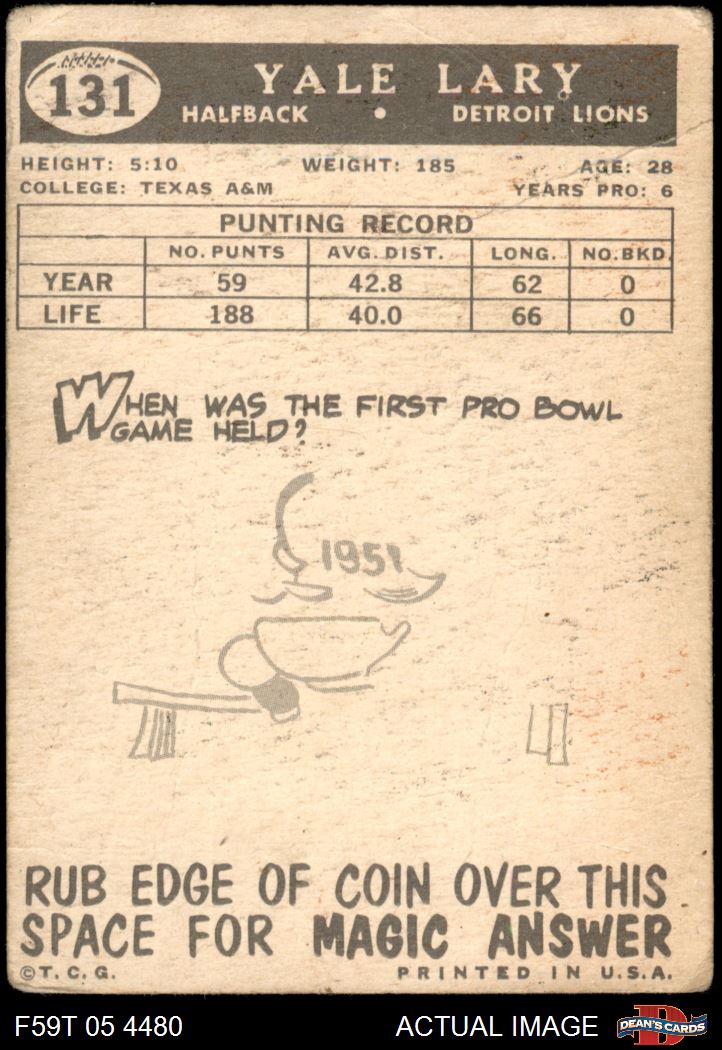 131
YALE LARY
HALFBACK • DETROIT LIONS
HEIGHT: 5:10 WEIGHT: 185 AGE: 28
COLLEGE: TEXAS A&M YEARS PRO: 6
PUNTING RECORD
NO. PUNTS AVG. DIST. LONG. NO. BKD.
YEAR 59 42.8 62 0
LIFE 188 40.0 66 0
WHEN WAS THE FIRST PRO BOWL
GAME HELD?
1951
RUB EDGE OF COIN OVER THIS
SPACE FOR MAGIC ANSWER
©T. C. G. PRINTED IN U.S.A.
F59T 05 4480 ACTUAL IMAGE DEAN'S CARDS